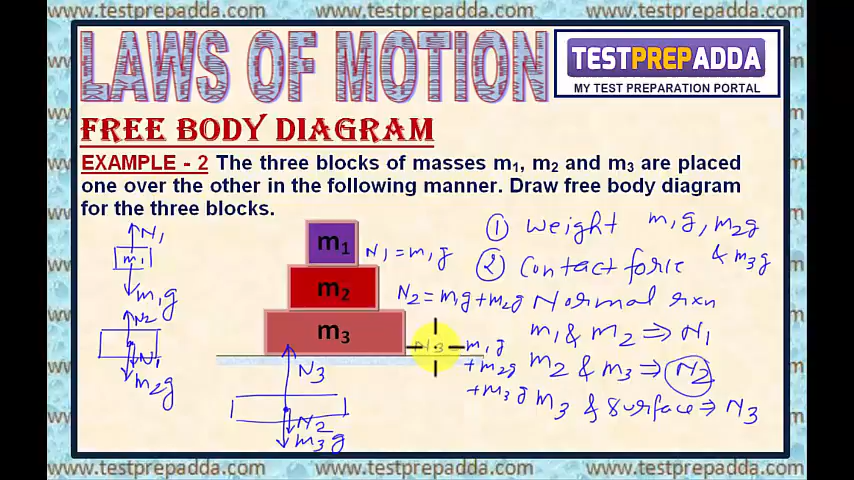 www.testprepadda.com www.testprepadda.com www.testprepadda.com
LAWS OF MOTION
TESTPREPADDA
MY TEST PREPARATION PORTAL
FREE BODY DIAGRAM
EXAMPLE - 2 The three blocks of masses m₁, m₂ and m₃ are placed
one over the other in the following manner. Draw free body diagram
for the three blocks.
N₁
m₁
m₁g
N₂
N₁
m₂g
m₁
m₂
m₃
N₃
N₂
m₃g
N₁ = m₁g
N₂ = m₁g + m₂g
N₃ = m₁g
+ m₂g
+ m₃g
① Weight m₁g, m₂g
& m₃g
② Contact force
Normal rxn
m₁ & m₂ ⇒ N₁
m₂ & m₃ ⇒ N₂
m₃ & surface ⇒ N₃
www.testprepadda.com www.testprepadda.com www.testprepadda.com